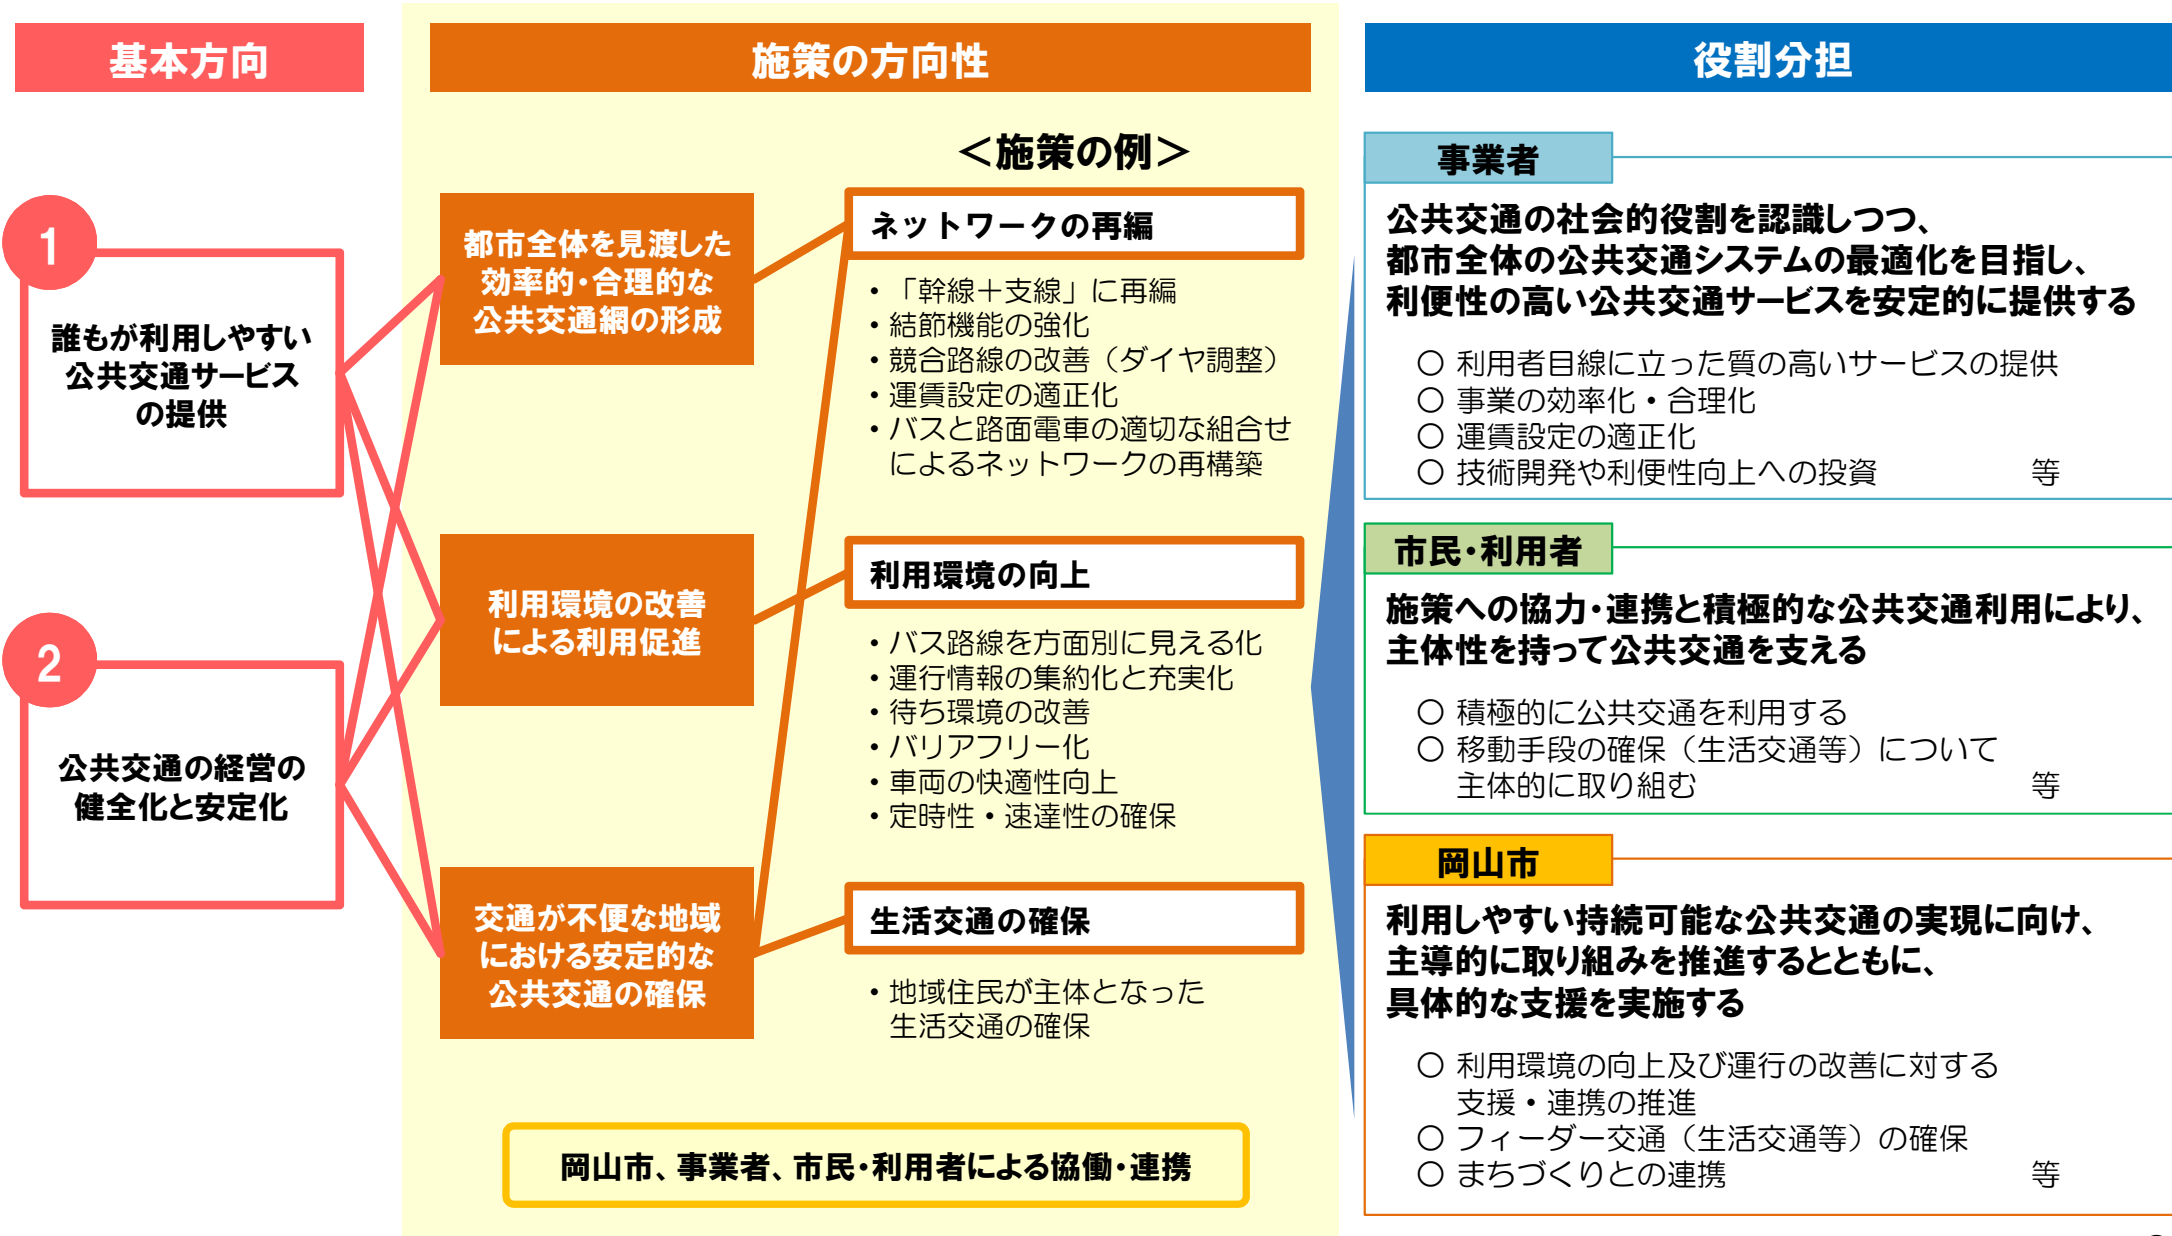 基本方向
1
誰もが利用しやすい
公共交通サービス
の提供
2
公共交通の経営の
健全化と安定化
施策の方向性
＜施策の例＞
都市全体を見渡した
効率的・合理的な
公共交通網の形成
ネットワークの再編
・「幹線＋支線」に再編
・結節機能の強化
・競合路線の改善（ダイヤ調整）
・運賃設定の適正化
・バスと路面電車の適切な組合せ
によるネットワークの再構築
利用環境の改善
による利用促進
利用環境の向上
・バス路線を方面別に見える化
・運行情報の集約化と充実化
・待ち環境の改善
・バリアフリー化
・車両の快適性向上
・定時性・速達性の確保
交通が不便な地域
における安定的な
公共交通の確保
生活交通の確保
・地域住民が主体となった
生活交通の確保
岡山市、事業者、市民・利用者による協働・連携
役割分担
事業者
公共交通の社会的役割を認識しつつ、
都市全体の公共交通システムの最適化を目指し、
利便性の高い公共交通サービスを安定的に提供する
○ 利用者目線に立った質の高いサービスの提供
○ 事業の効率化・合理化
○ 運賃設定の適正化
○ 技術開発や利便性向上への投資　等
市民・利用者
施策への協力・連携と積極的な公共交通利用により、
主体性を持って公共交通を支える
○ 積極的に公共交通を利用する
○ 移動手段の確保（生活交通等）について
主体的に取り組む　等
岡山市
利用しやすい持続可能な公共交通の実現に向け、
主導的に取り組みを推進するとともに、
具体的な支援を実施する
○ 利用環境の向上及び運行の改善に対する
支援・連携の推進
○ フィーダー交通（生活交通等）の確保
○ まちづくりとの連携　等